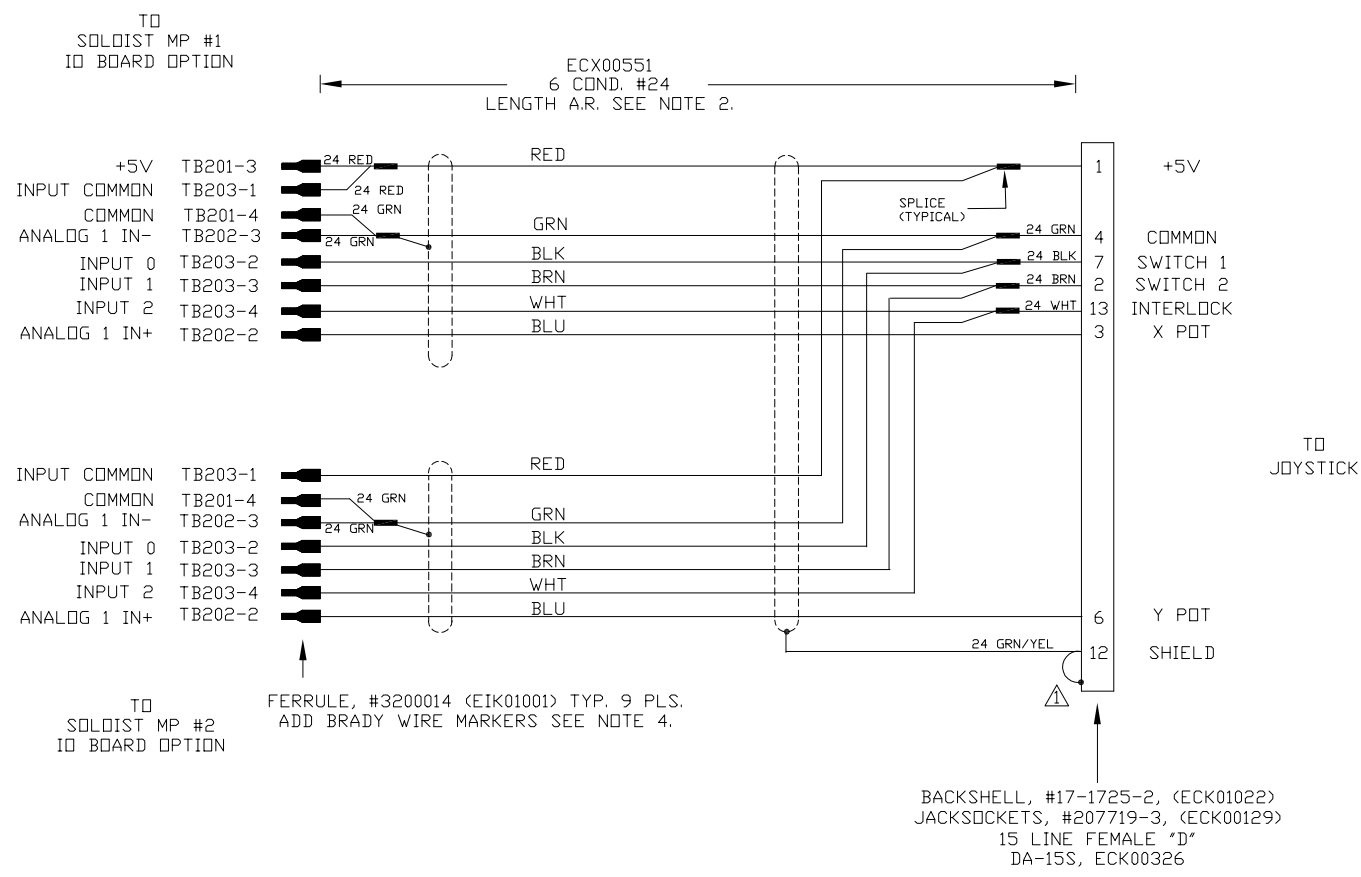 TO
SOLOIST MP #1
IO BOARD OPTION
ECX00551
6 COND. #24
LENGTH A.R. SEE NOTE 2.
+5V TB201-3 24 RED RED 1 +5V
INPUT COMMON TB203-1 24 RED
SPLICE
(TYPICAL)
COMMON TB201-4 24 GRN
ANALOG 1 IN- TB202-3 24 GRN GRN 24 GRN 4 COMMON
INPUT 0 TB203-2 BLK 24 BLK 7 SWITCH 1
INPUT 1 TB203-3 BRN 24 BRN 2 SWITCH 2
INPUT 2 TB203-4 WHT 24 WHT 13 INTERLOCK
ANALOG 1 IN+ TB202-2 BLU 3 X POT
TO
JOYSTICK
INPUT COMMON TB203-1 RED
COMMON TB201-4 24 GRN
ANALOG 1 IN- TB202-3 24 GRN GRN
INPUT 0 TB203-2 BLK
INPUT 1 TB203-3 BRN
INPUT 2 TB203-4 WHT
ANALOG 1 IN+ TB202-2 BLU 6 Y POT
24 GRN/YEL 12 SHIELD
1
TO
SOLOIST MP #2
IO BOARD OPTION
FERRULE, #3200014 (EIK01001) TYP. 9 PLS.
ADD BRADY WIRE MARKERS SEE NOTE 4.
BACKSHELL, #17-1725-2, (ECK01022)
JACKSOCKETS, #207719-3, (ECK00129)
15 LINE FEMALE "D"
DA-15S, ECK00326